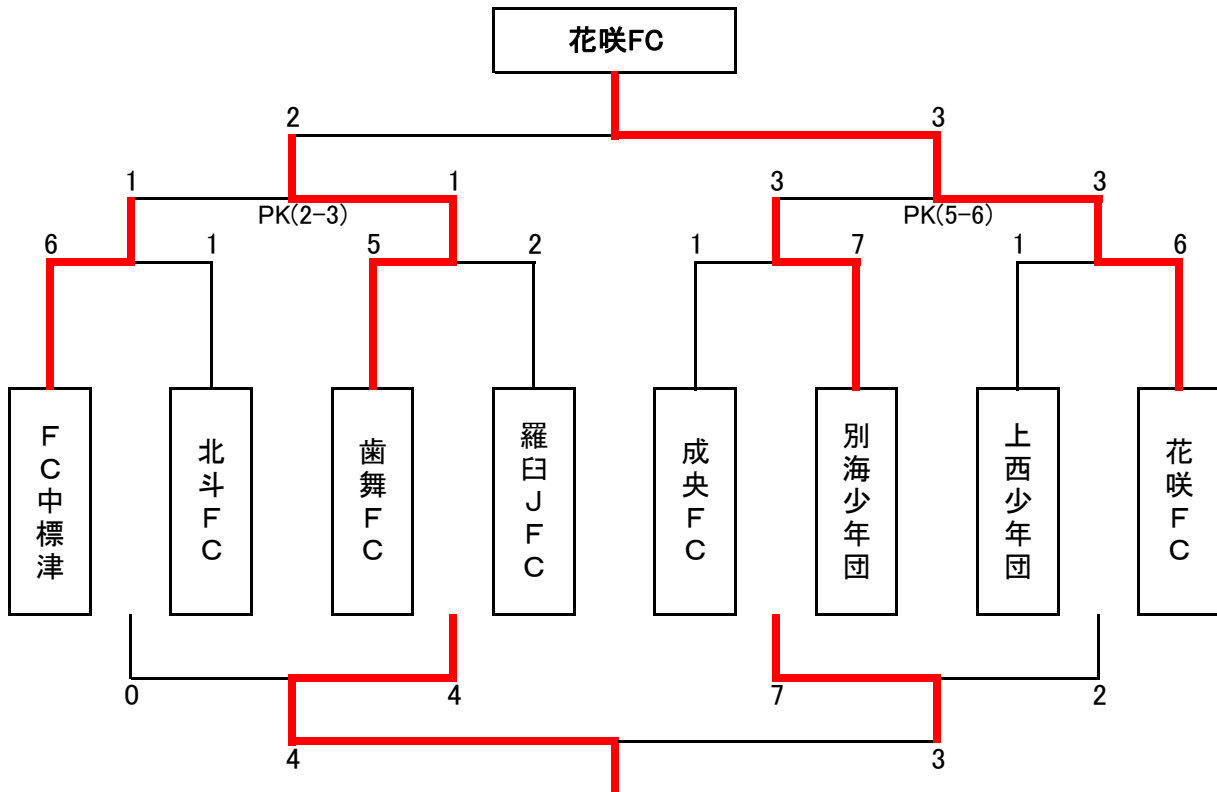 花咲FC
2 3
1 1 3 3
PK(2-3) PK(5-6)
6 1 5 2 1 7 1 6
FC中標津
北斗FC
歯舞FC
羅臼JFC
成央FC
別海少年団
上西少年団
花咲FC
0 4 7 2
4 3